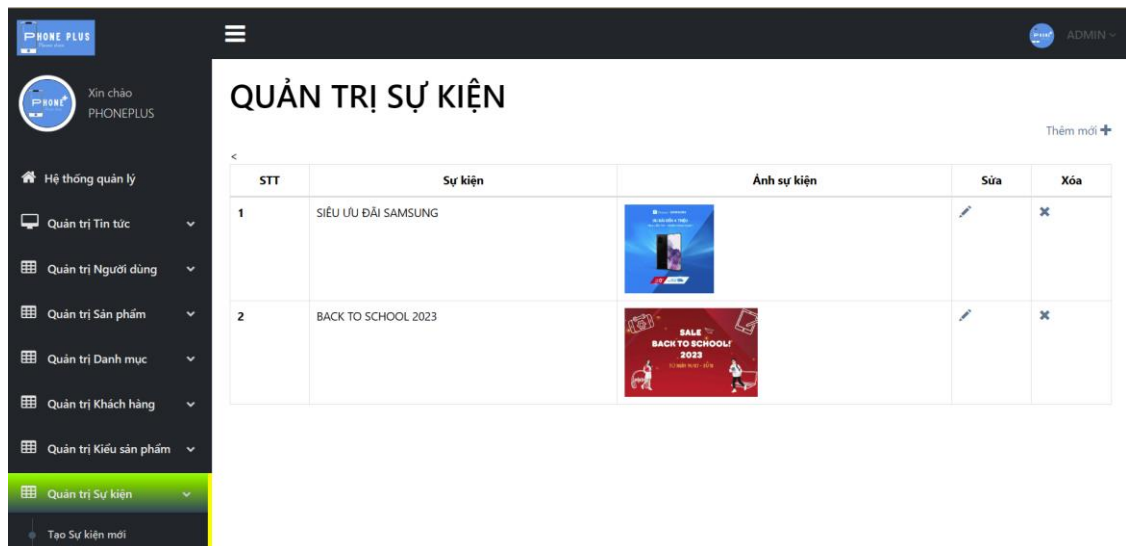 PHONE PLUS
ADMIN
PHONE+
Xin chào
PHONEPLUS
QUẢN TRỊ SỰ KIỆN
Thêm mới
<
Hệ thống quản lý
Quản trị Tin tức
Quản trị Người dùng
Quản trị Sản phẩm
Quản trị Danh mục
Quản trị Khách hàng
Quản trị Kiểu sản phẩm
Quản trị Sự kiện
Tạo Sự kiện mới
STT Sự kiện Ảnh sự kiện Sửa Xóa
1 SIÊU ƯU ĐÃI SAMSUNG
2 BACK TO SCHOOL 2023
SALE
BACK TO SCHOOL!
2023